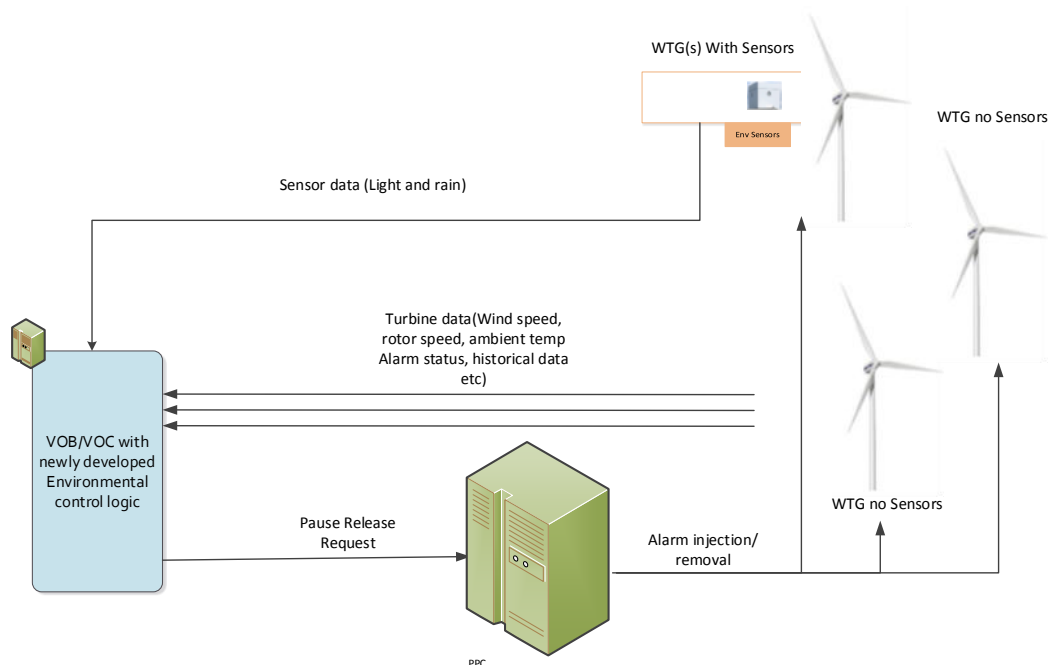 WTG(s) With Sensors
WTG no Sensors
Env Sensors
Sensor data (Light and rain)
Turbine data(Wind speed,
rotor speed, ambient temp
Alarm status, historical data
etc)
VOB/VOC with
newly developed
Environmental
control logic
WTG no Sensors
Pause Release
Request
Alarm injection/
removal
PPC